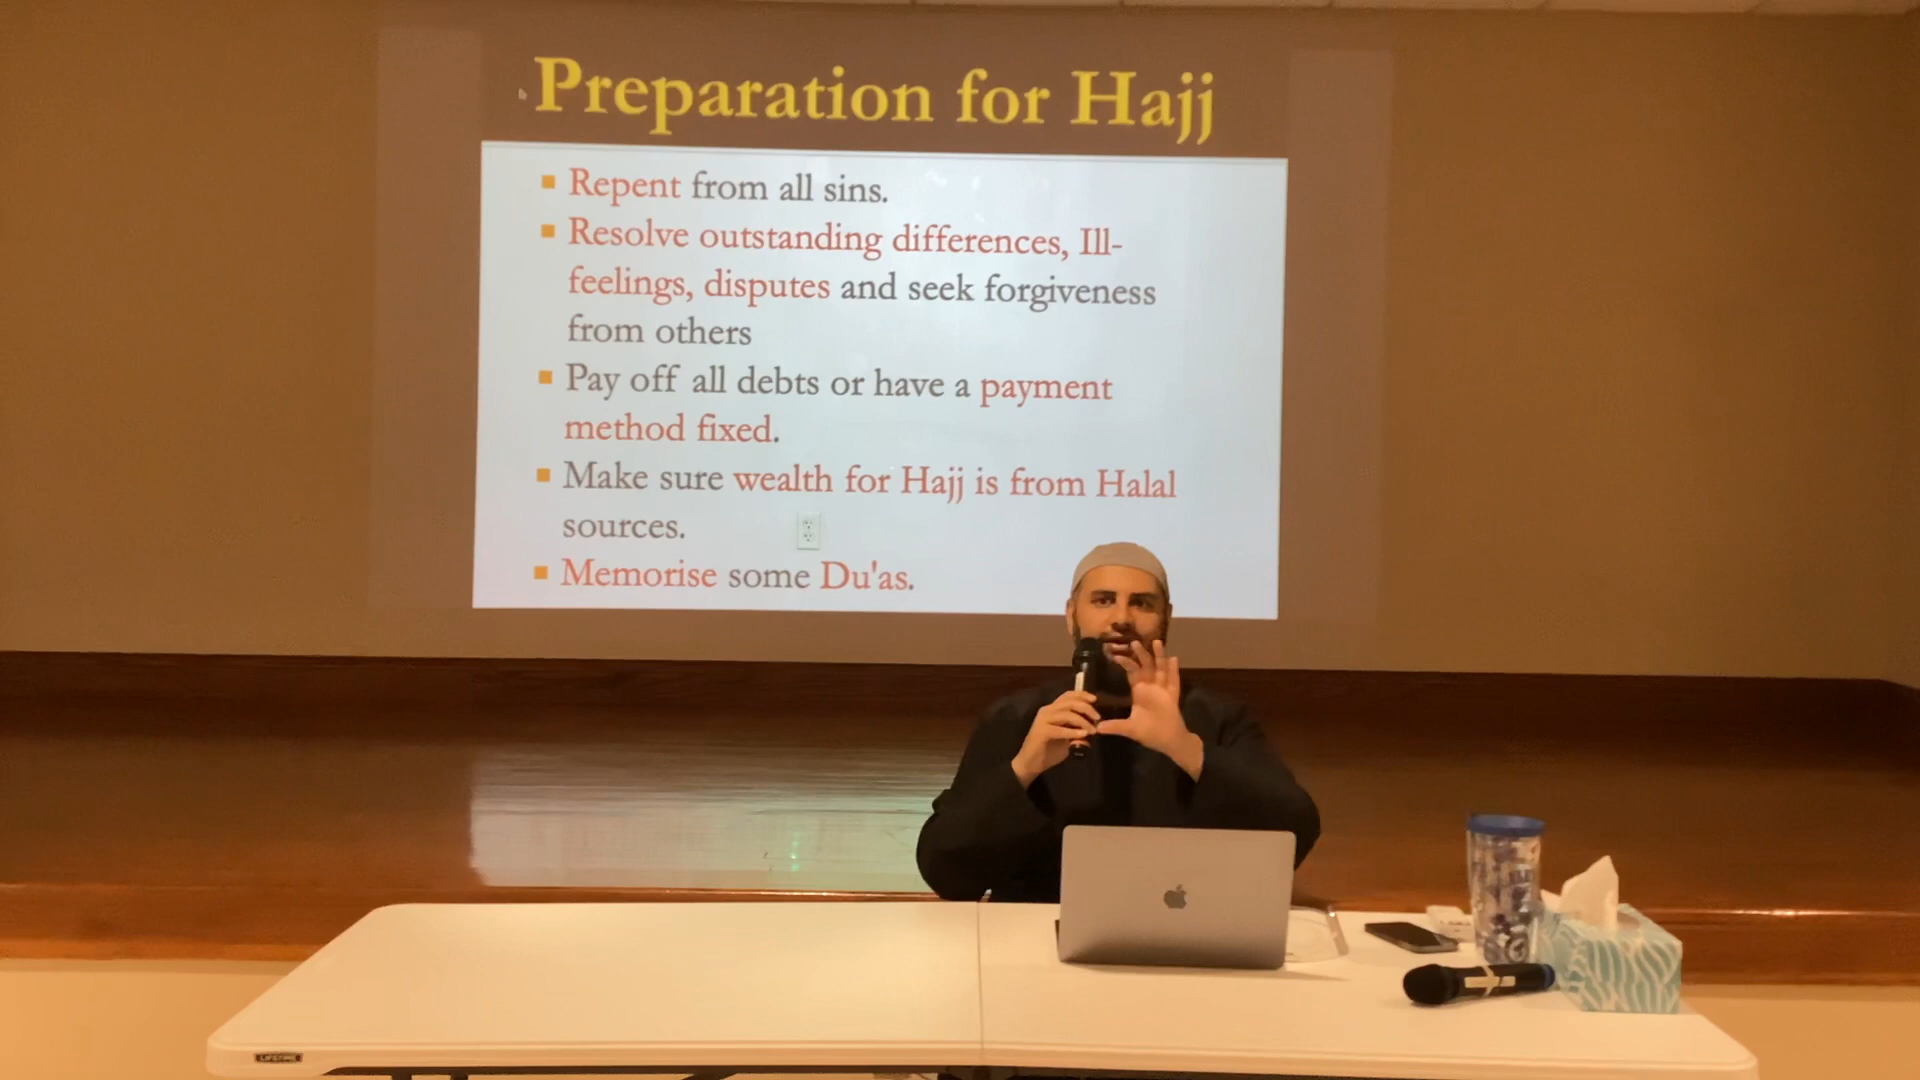 Preparation for Hajj
Repent from all sins.
Resolve outstanding differences, Ill-
feelings, disputes and seek forgiveness
from others
Pay off all debts or have a payment
method fixed.
Make sure wealth for Hajj is from Halal
sources.
Memorise some Du'as.
LIFETIME